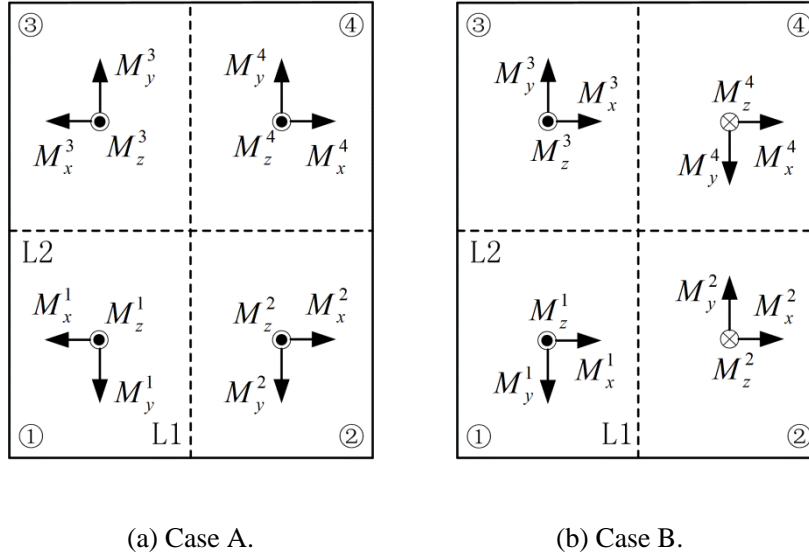 ③ ④ ③ ④
M_y^3 M_y^4 M_y^3 M_x^3 M_z^4
M_x^3 M_z^3 M_z^4 M_x^4 M_z^3 M_y^4 M_x^4
L2 L2
M_x^1 M_z^1 M_z^2 M_x^2 M_z^1 M_y^2 M_x^2
M_y^1 M_y^2 M_y^1 M_x^1 M_z^2
① L1 ② ① L1 ②
(a) Case A. (b) Case B.